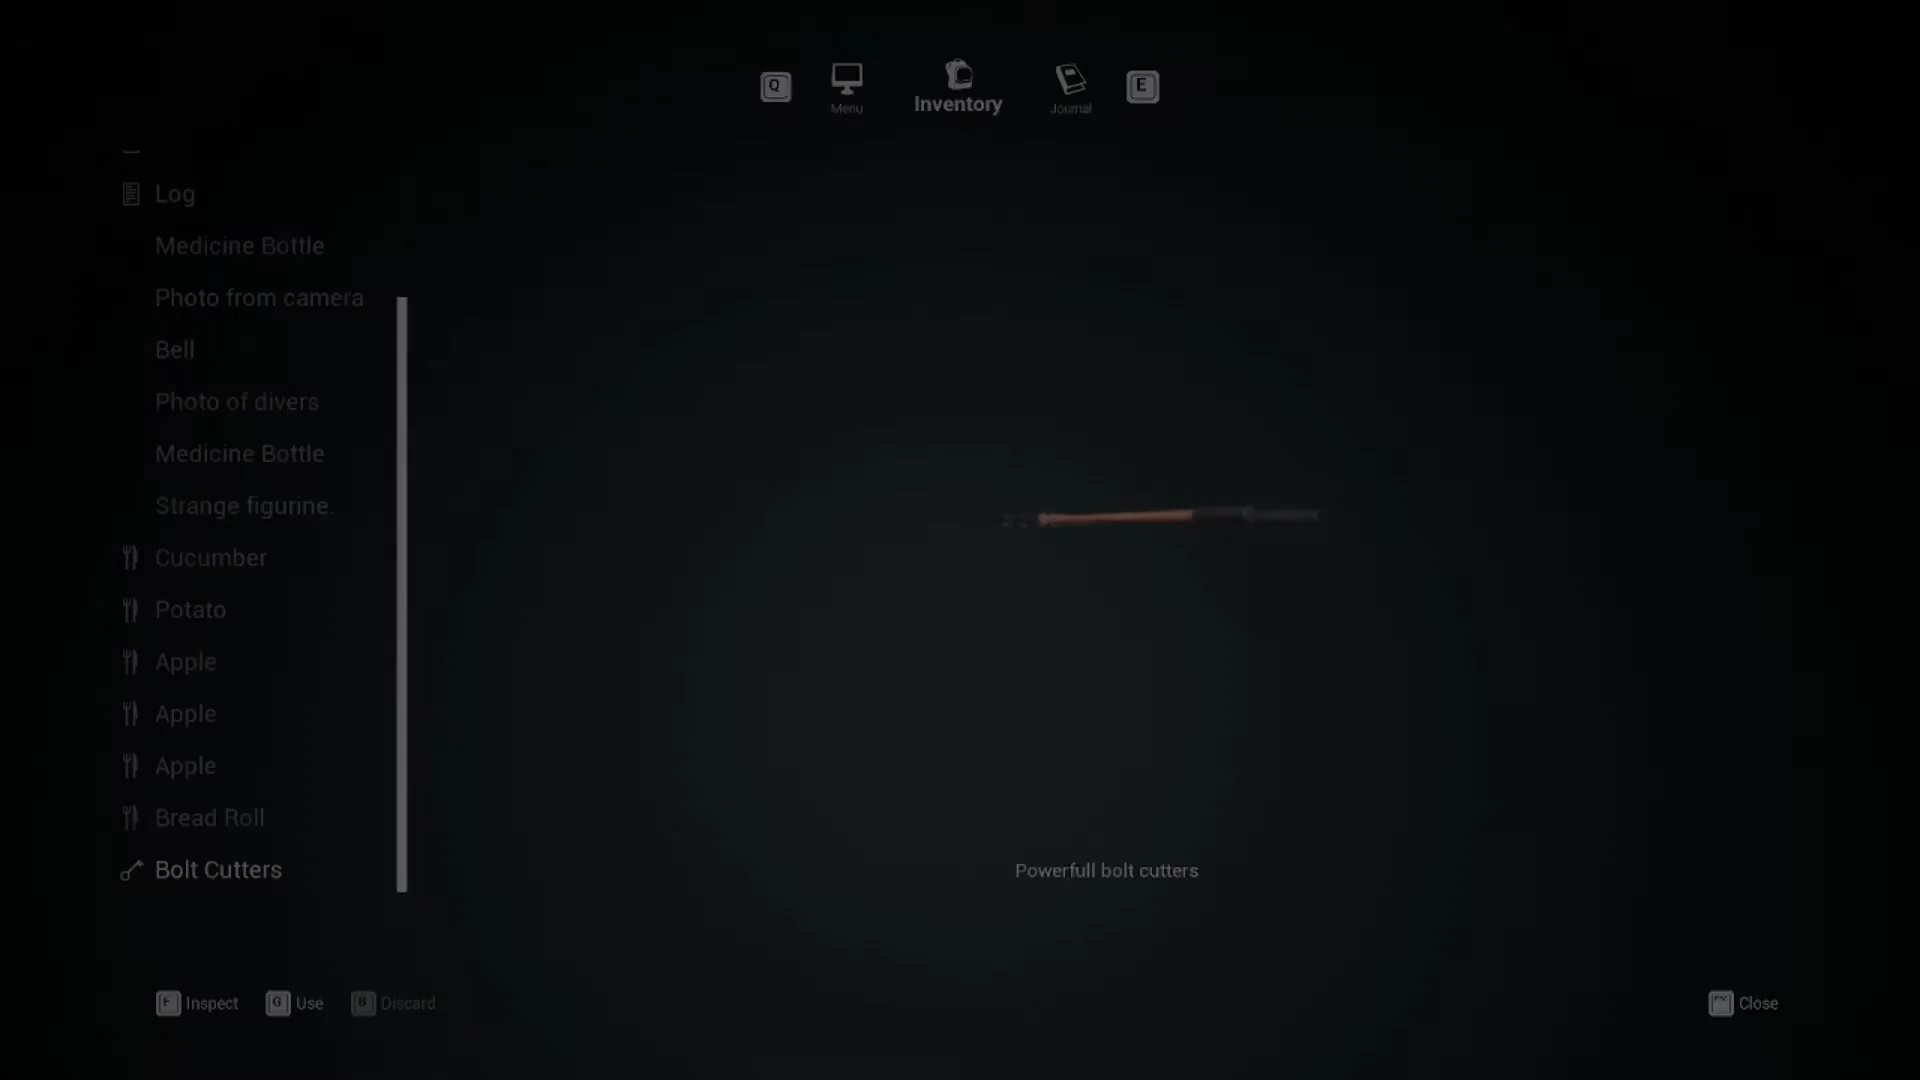 Q
Menu
Inventory
Journal
E
Log
Medicine Bottle
Photo from camera
Bell
Photo of divers
Medicine Bottle
Strange figurine.
Cucumber
Potato
Apple
Apple
Apple
Bread Roll
Bolt Cutters
Powerfull bolt cutters
F Inspect
G Use
B Discard
Close